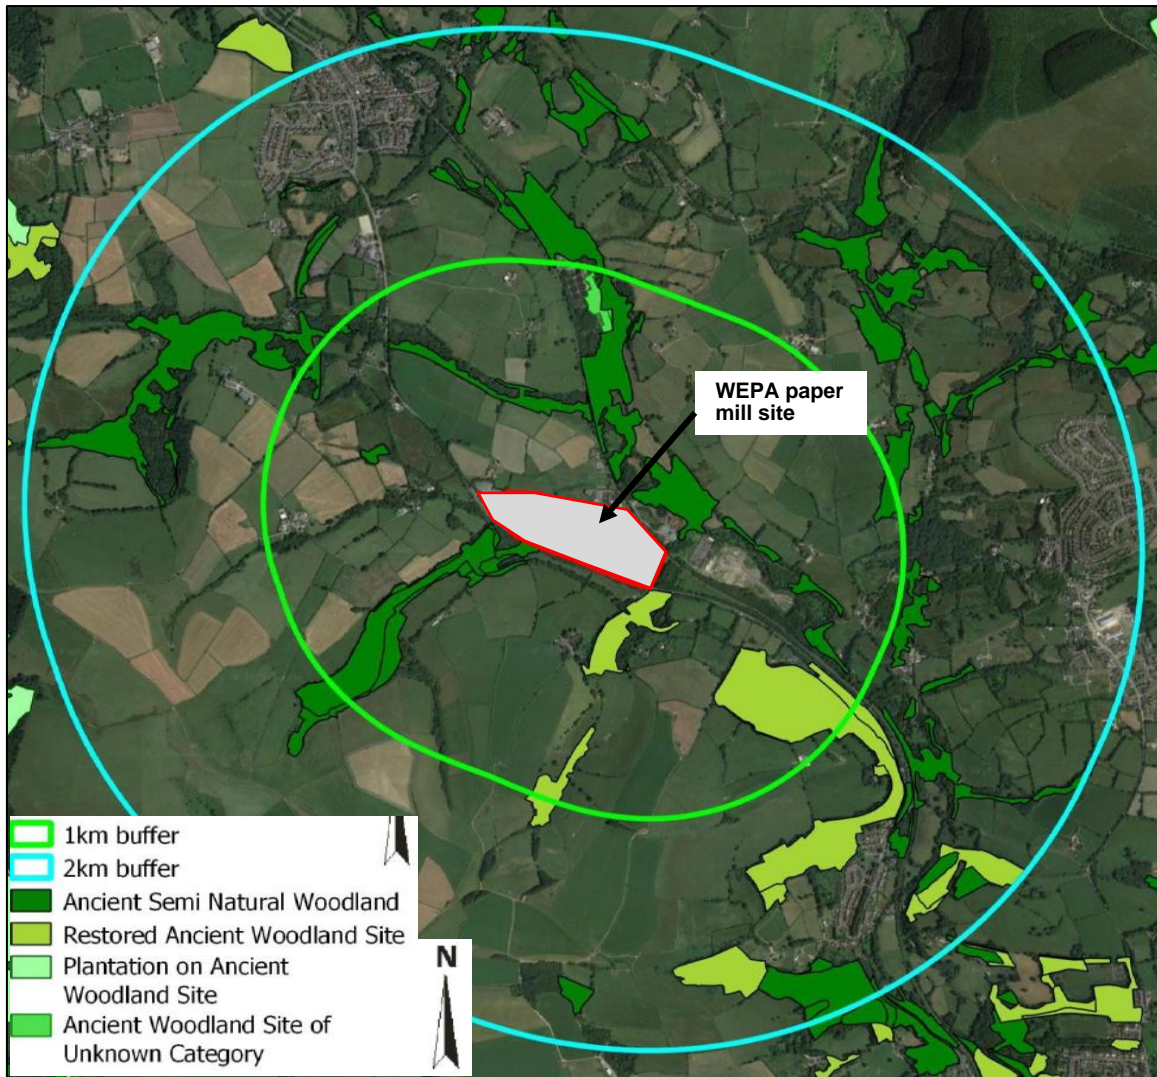 WEPA paper
mill site
1km buffer
2km buffer
Ancient Semi Natural Woodland
Restored Ancient Woodland Site
Plantation on Ancient
Woodland Site
Ancient Woodland Site of
Unknown Category
N